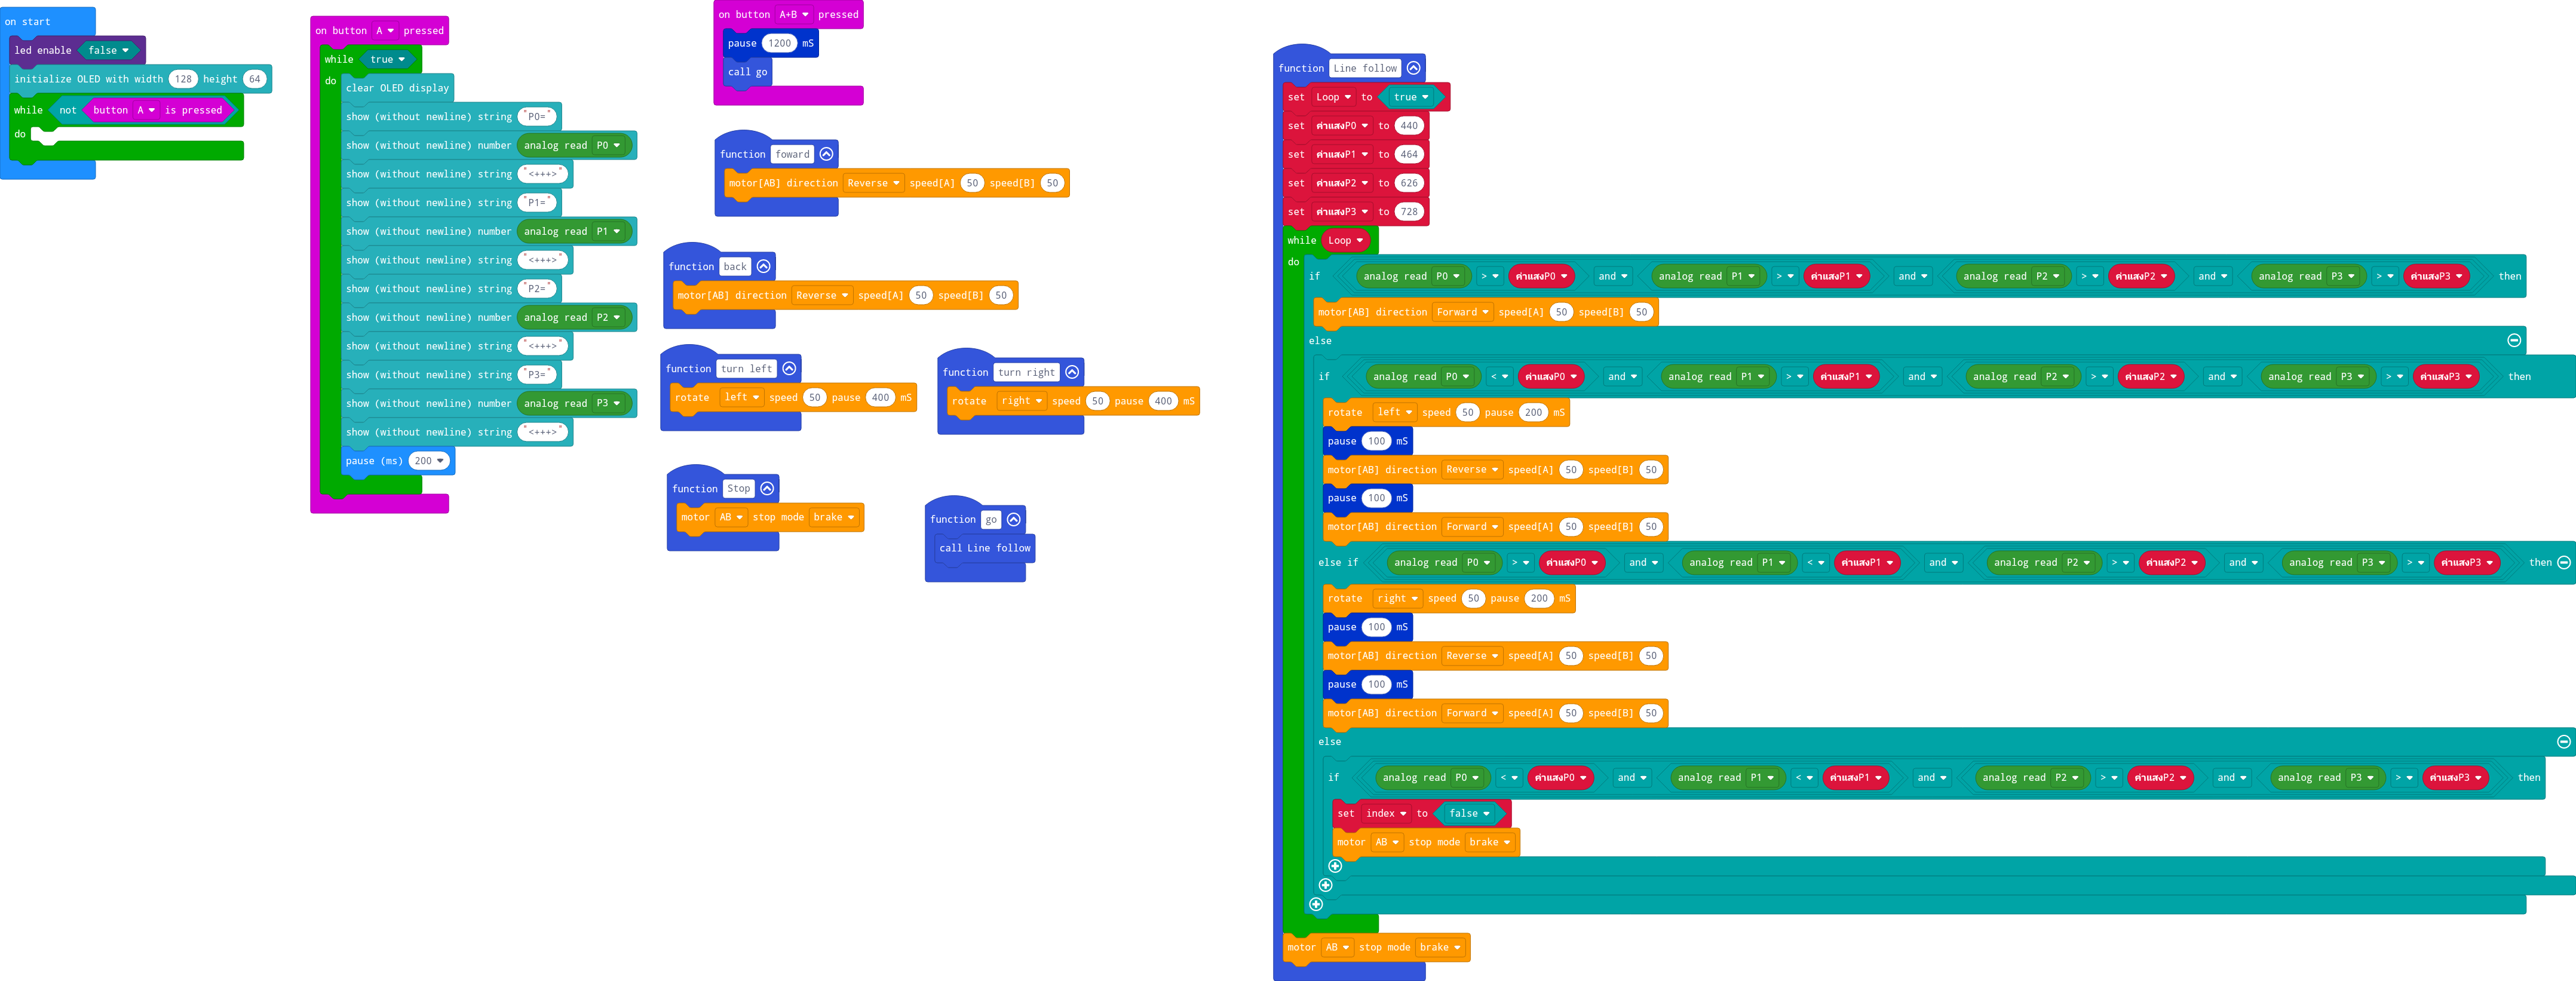 on start
led enable false
initialize OLED with width 128 height 64
while not button A is pressed
do
on button A pressed
while true
do
clear OLED display
show (without newline) string "P0="
show (without newline) number analog read P0
show (without newline) string "<+++>"
show (without newline) string "P1="
show (without newline) number analog read P1
show (without newline) string "<+++>"
show (without newline) string "P2="
show (without newline) number analog read P2
show (without newline) string "<+++>"
show (without newline) string "P3="
show (without newline) number analog read P3
show (without newline) string "<+++>"
pause (ms) 200
on button A+B pressed
pause 1200 mS
call go
function foward
motor[AB] direction Reverse speed[A] 50 speed[B] 50
function back
motor[AB] direction Reverse speed[A] 50 speed[B] 50
function turn left
rotate left speed 50 pause 400 mS
function turn right
rotate right speed 50 pause 400 mS
function Stop
motor AB stop mode brake
function go
call Line follow
function Line follow
set Loop to true
set ค่าแสงP0 to 440
set ค่าแสงP1 to 464
set ค่าแสงP2 to 626
set ค่าแสงP3 to 728
while Loop
do
if analog read P0 > ค่าแสงP0 and analog read P1 > ค่าแสงP1 and analog read P2 > ค่าแสงP2 and analog read P3 > ค่าแสงP3 then
motor[AB] direction Forward speed[A] 50 speed[B] 50
else
if analog read P0 < ค่าแสงP0 and analog read P1 > ค่าแสงP1 and analog read P2 > ค่าแสงP2 and analog read P3 > ค่าแสงP3 then
rotate left speed 50 pause 200 mS
pause 100 mS
motor[AB] direction Reverse speed[A] 50 speed[B] 50
pause 100 mS
motor[AB] direction Forward speed[A] 50 speed[B] 50
else if analog read P0 > ค่าแสงP0 and analog read P1 < ค่าแสงP1 and analog read P2 > ค่าแสงP2 and analog read P3 > ค่าแสงP3 then
rotate right speed 50 pause 200 mS
pause 100 mS
motor[AB] direction Reverse speed[A] 50 speed[B] 50
pause 100 mS
motor[AB] direction Forward speed[A] 50 speed[B] 50
else
if analog read P0 < ค่าแสงP0 and analog read P1 < ค่าแสงP1 and analog read P2 > ค่าแสงP2 and analog read P3 > ค่าแสงP3 then
set index to false
motor AB stop mode brake
motor AB stop mode brake